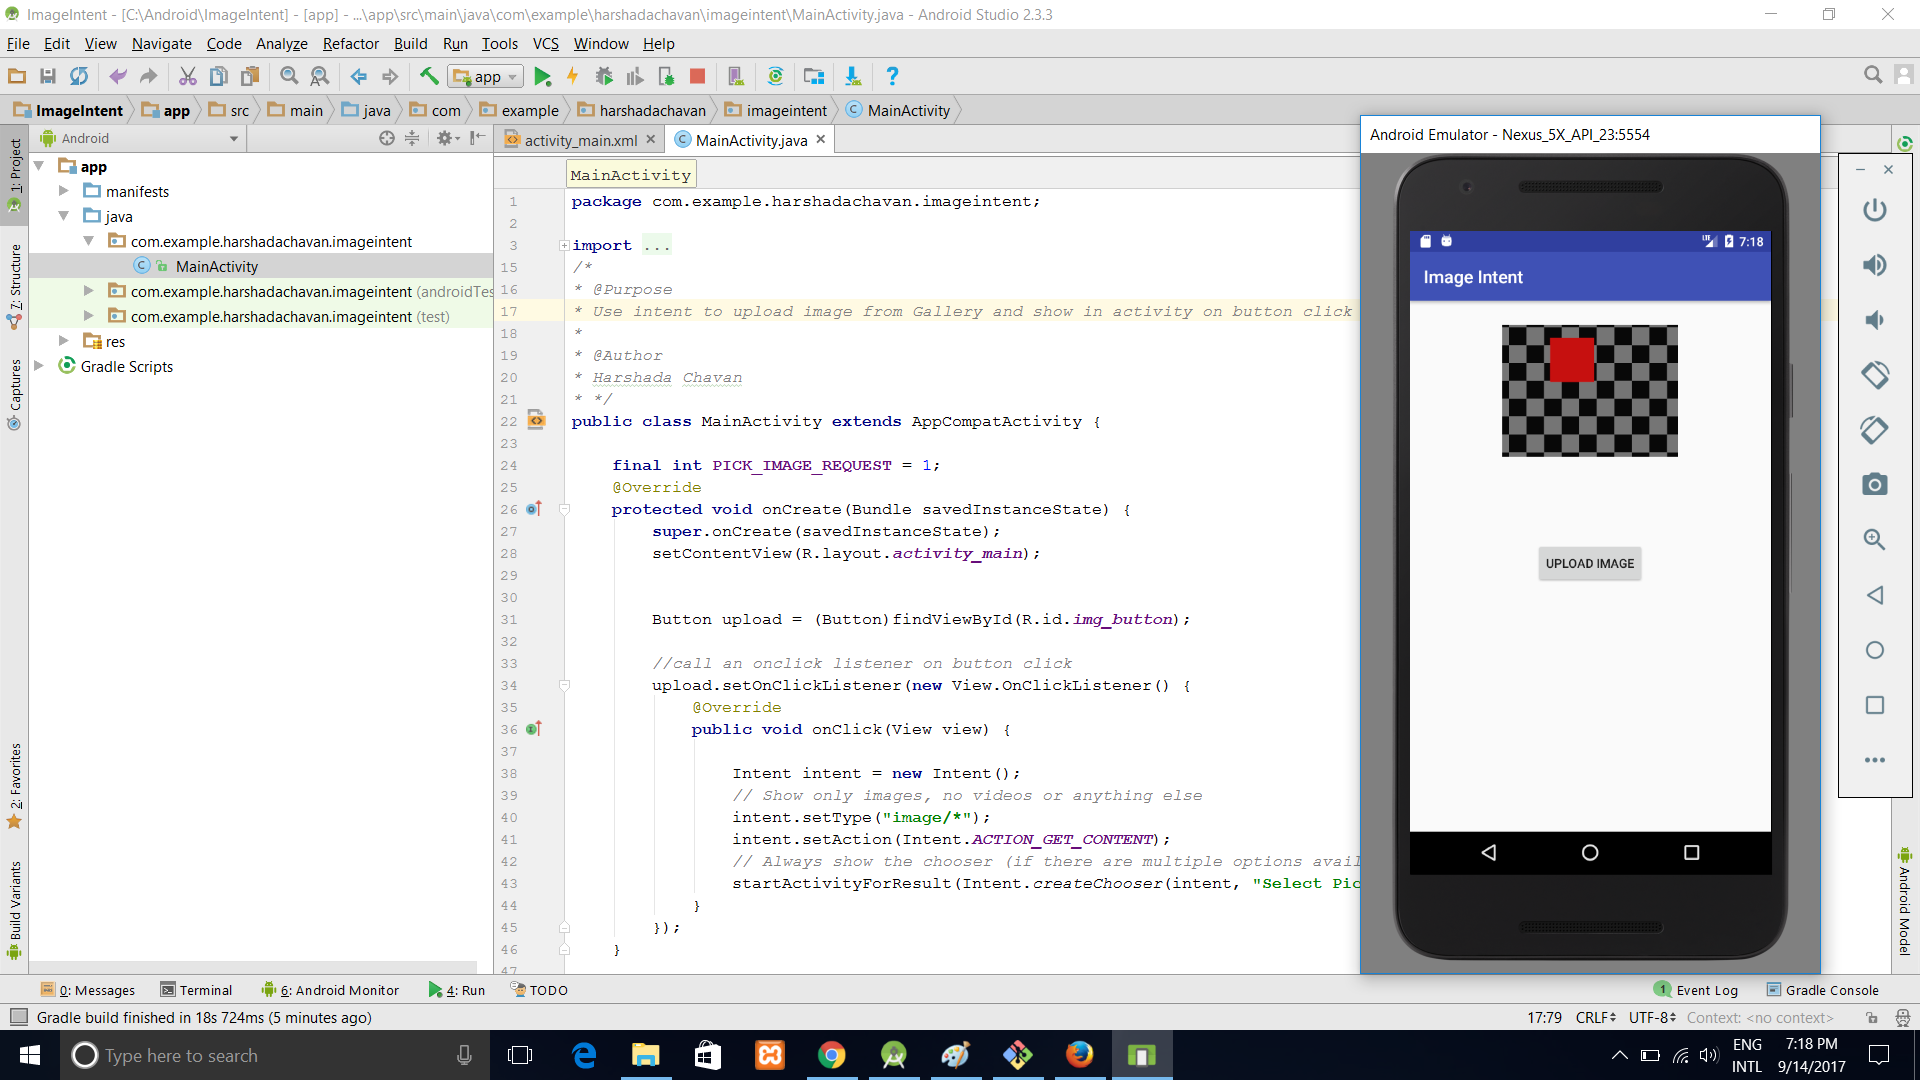 ImageIntent - [C:\Android\ImageIntent] - [app] - ...\app\src\main\java\com\example\harshadachavan\imageintent\MainActivity.java - Android Studio 2.3.3
File Edit View Navigate Code Analyze Refactor Build Run Tools VCS Window Help
app
ImageIntent app src main java com example harshadachavan imageintent MainActivity
Android
activity_main.xml MainActivity.java
1: Project
7: Structure
Captures
2: Favorites
Build Variants
app
manifests
java
com.example.harshadachavan.imageintent
MainActivity
com.example.harshadachavan.imageintent (androidTes
com.example.harshadachavan.imageintent (test)
res
Gradle Scripts
MainActivity
1 package com.example.harshadachavan.imageintent;
2
3 import ...
15 /*
16 * @Purpose
17 * Use intent to upload image from Gallery and show in activity on button click
18 *
19 * @Author
20 * Harshada Chavan
21 * */
22 public class MainActivity extends AppCompatActivity {
23
24 final int PICK_IMAGE_REQUEST = 1;
25 @Override
26 protected void onCreate(Bundle savedInstanceState) {
27 super.onCreate(savedInstanceState);
28 setContentView(R.layout.activity_main);
29
30
31 Button upload = (Button)findViewById(R.id.img_button);
32
33 //call an onclick listener on button click
34 upload.setOnClickListener(new View.OnClickListener() {
35 @Override
36 public void onClick(View view) {
37
38 Intent intent = new Intent();
39 // Show only images, no videos or anything else
40 intent.setType("image/*");
41 intent.setAction(Intent.ACTION_GET_CONTENT);
42 // Always show the chooser (if there are multiple options avail
43 startActivityForResult(Intent.createChooser(intent, "Select Pic
44 }
45 });
46 }
47
Android Emulator - Nexus_5X_API_23:5554
LTE 7:18
Image Intent
UPLOAD IMAGE
Android Model
0: Messages Terminal 6: Android Monitor 4: Run TODO 1 Event Log Gradle Console
Gradle build finished in 18s 724ms (5 minutes ago) 17:79 CRLF UTF-8 Context: <no context>
Type here to search
ENG
INTL
7:18 PM
9/14/2017